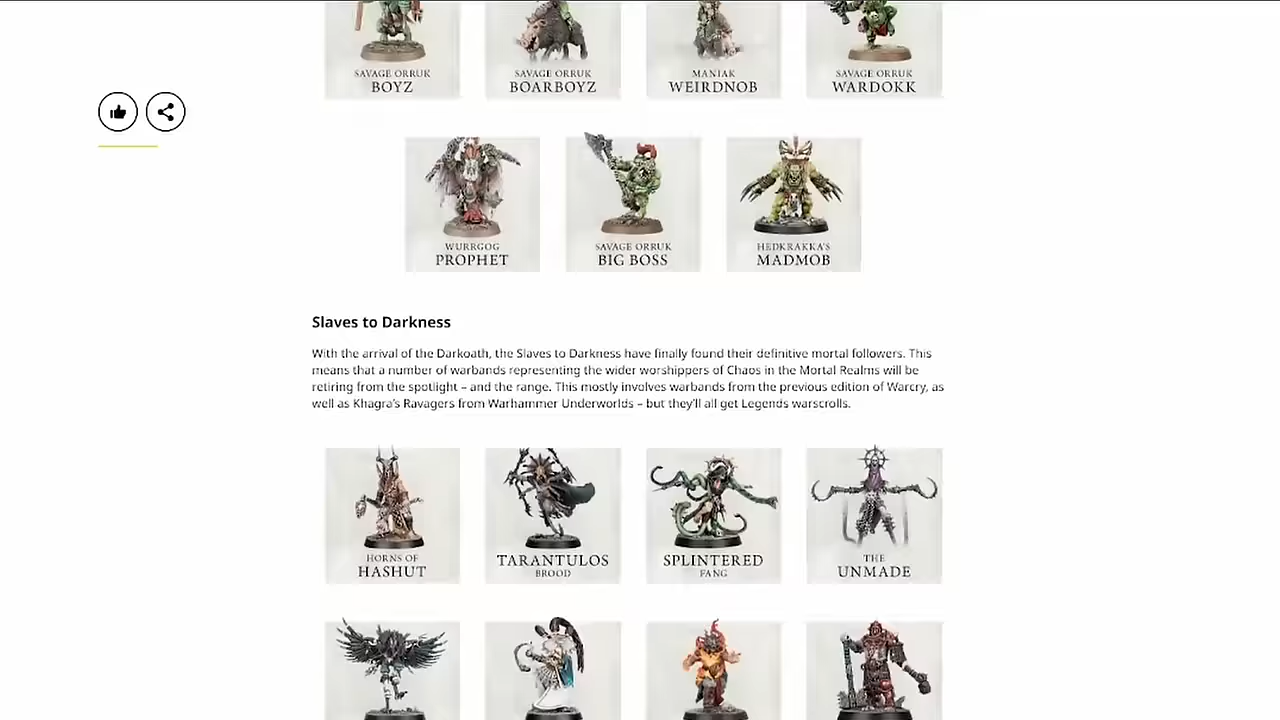 SAVAGE ORRUK
BOYZ
SAVAGE ORRUK
BOARBOYZ
MANIAK
WEIRDNOB
SAVAGE ORRUK
WARDOKK
WURRGOG
PROPHET
SAVAGE ORRUK
BIG BOSS
HEDKRAKKA'S
MADMOB
Slaves to Darkness
With the arrival of the Darkoath, the Slaves to Darkness have finally found their definitive mortal followers. This
means that a number of warbands representing the wider worshippers of Chaos in the Mortal Realms will be
retiring from the spotlight – and the range. This mostly involves warbands from the previous edition of Warcry, as
well as Khagra's Ravagers from Warhammer Underworlds – but they'll all get Legends warscrolls.
HORNS OF
HASHUT
TARANTULOS
BROOD
SPLINTERED
FANG
THE
UNMADE